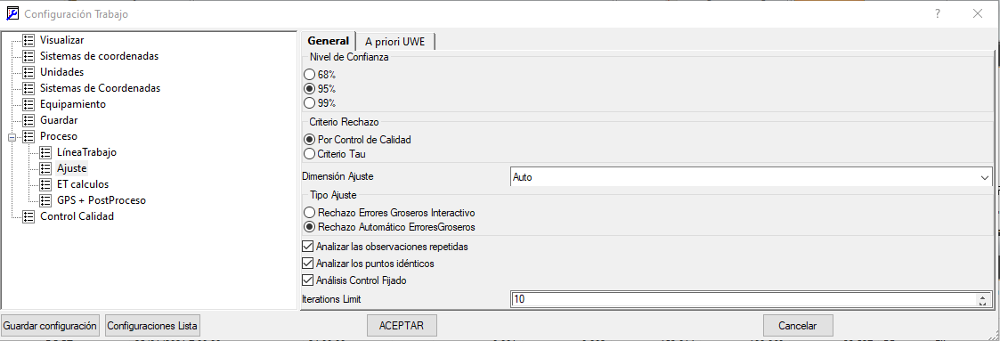 Configuración Trabajo
Visualizar
Sistemas de coordenadas
Unidades
Sistemas de Coordenadas
Equipamiento
Guardar
Proceso
LíneaTrabajo
Ajuste
ET calculos
GPS + PostProceso
Control Calidad
General
A priori UWE
Nivel de Confianza
68%
95%
99%
Criterio Rechazo
Por Control de Calidad
Criterio Tau
Dimensión Ajuste Auto
Tipo Ajuste
Rechazo Errores Groseros Interactivo
Rechazo Automático ErroresGroseros
Analizar las observaciones repetidas
Analizar los puntos idénticos
Análisis Control Fijado
Iterations Limit 10
Guardar configuración
Configuraciones Lista
ACEPTAR
Cancelar